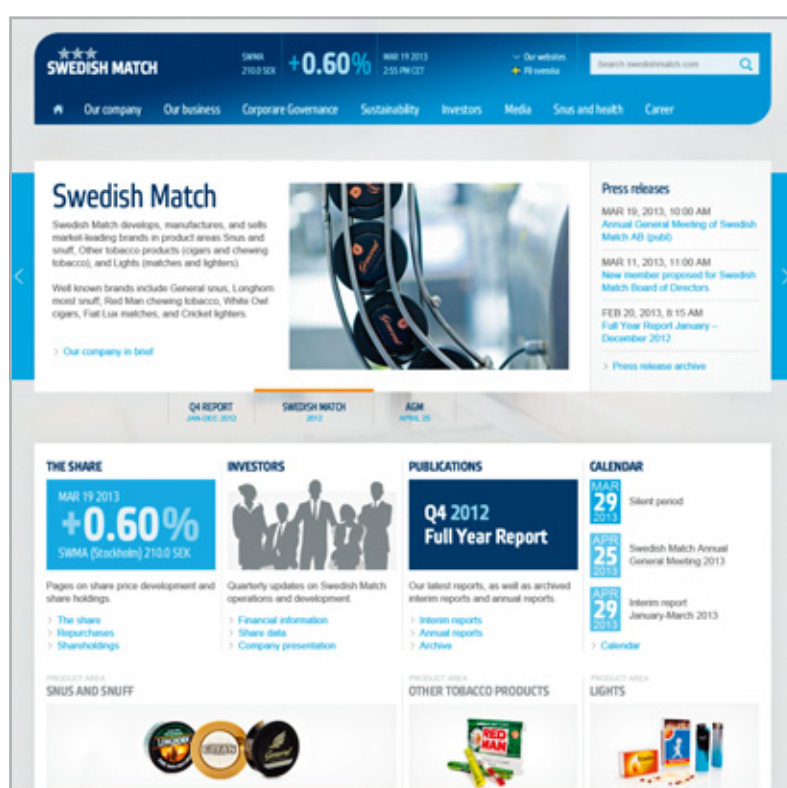 SWEDISH MATCH
SWMA
210.0 SEK
+0.60%
MAR 19 2013
2:55 PM CET
Our websites
På svenska
Search swedishmatch.com
Our company
Our business
Corporare Governance
Sustainability
Investors
Media
Snus and health
Career
Swedish Match
Swedish Match develops, manufactures, and sells
market-leading brands in product areas Snus and
snuff, Other tobacco products (cigars and chewing
tobacco), and Lights (matches and lighters).
Well known brands include General snus, Longhorn
moist snuff, Red Man chewing tobacco, White Owl
cigars, Fiat Lux matches, and Cricket lighters.
> Our company in brief
General
Press releases
MAR 19, 2013, 10:00 AM
Annual General Meeting of Swedish
Match AB (publ)
MAR 11, 2013, 11:00 AM
New member proposed for Swedish
Match Board of Directors
FEB 20, 2013, 8:15 AM
Full Year Report January –
December 2012
> Press release archive
Q4 REPORT
JAN-DEC 2012
SWEDISH MATCH
2012
AGM
APRIL 25
THE SHARE
MAR 19 2013
+0.60%
SWMA (Stockholm) 210.0 SEK
Pages on share price development and
share holdings.
> The share
> Repurchases
> Shareholdings
INVESTORS
Quarterly updates on Swedish Match
operations and development.
> Financial information
> Share data
> Company presentation
PUBLICATIONS
Q4 2012
Full Year Report
Our latest reports, as well as archived
interim reports and annual reports.
> Interim reports
> Annual reports
> Archive
CALENDAR
MAR
29
2013
Silent period
APR
25
2013
Swedish Match Annual
General Meeting 2013
APR
29
2013
Interim report
January-March 2013
> Calendar
PRODUCT AREA
SNUS AND SNUFF
LONGHORN
General
PRODUCT AREA
OTHER TOBACCO PRODUCTS
RED
MAN
PRODUCT AREA
LIGHTS